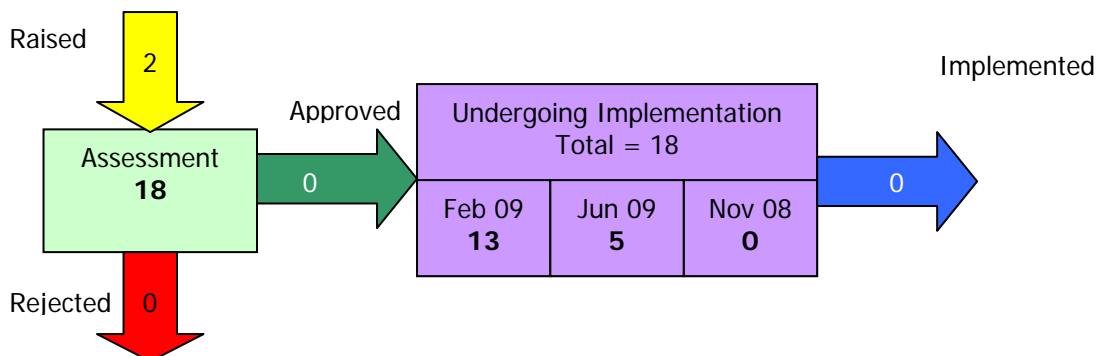 Raised
2
Implemented
Approved
Undergoing Implementation
Total = 18
Assessment
18
0
0
Feb 09
Jun 09
Nov 08
13
5
0
Rejected
0